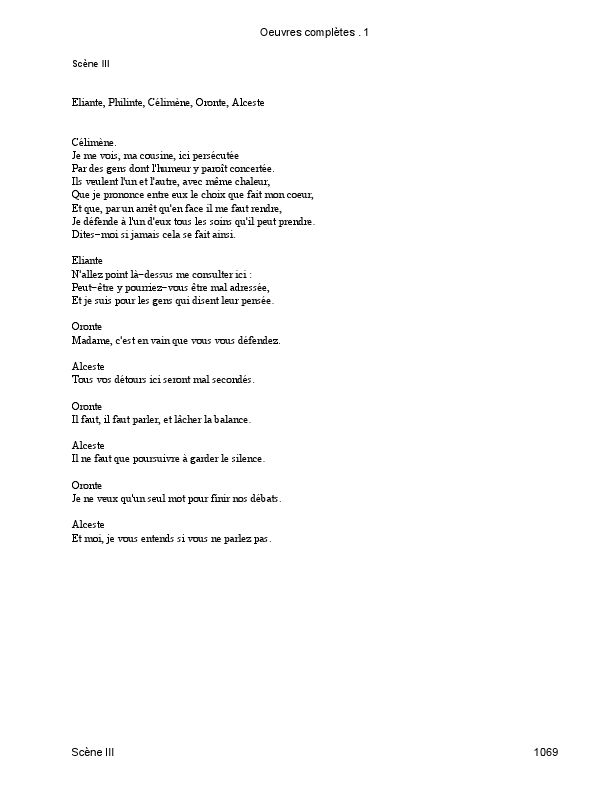 Oeuvres complètes . 1
Scène III
Eliante, Philinte, Célimène, Oronte, Alceste
Célimène.
Je me vois, ma cousine, ici persécutée
Par des gens dont l'humeur y paroît concertée.
Ils veulent l'un et l'autre, avec même chaleur,
Que je prononce entre eux le choix que fait mon coeur,
Et que, par un arrêt qu'en face il me faut rendre,
Je défende à l'un d'eux tous les soins qu'il peut prendre.
Dites−moi si jamais cela se fait ainsi.
Eliante
N'allez point là−dessus me consulter ici :
Peut−être y pourriez−vous être mal adressée,
Et je suis pour les gens qui disent leur pensée.
Oronte
Madame, c'est en vain que vous vous défendez.
Alceste
Tous vos détours ici seront mal secondés.
Oronte
Il faut, il faut parler, et lâcher la balance.
Alceste
Il ne faut que poursuivre à garder le silence.
Oronte
Je ne veux qu'un seul mot pour finir nos débats.
Alceste
Et moi, je vous entends si vous ne parlez pas.
Scène III
1069